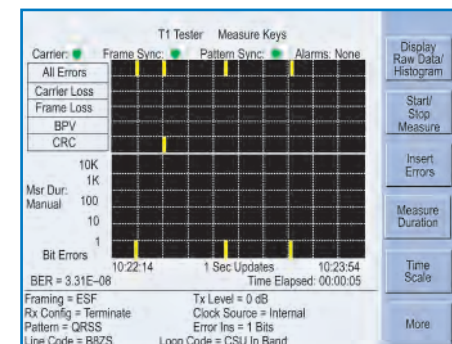 T1 Tester Measure Keys
Carrier: Frame Sync: Pattern Sync: Alarms: None
All Errors
Carrier Loss
Frame Loss
BPV
CRC
10K
1K
Msr Dur:
Manual 100
10
1
Bit Errors
10:22:14 1 Sec Updates 10:23:54
BER = 3.31E–08 Time Elapsed: 00:00:05
Framing = ESF Tx Level = 0 dB
Rx Config = Terminate Clock Source = Internal
Pattern = QRSS Error Ins = 1 Bits
Line Code = B8ZS Loop Code = CSU In Band
Display
Raw Data/
Histogram
Start/
Stop
Measure
Insert
Errors
Measure
Duration
Time
Scale
More